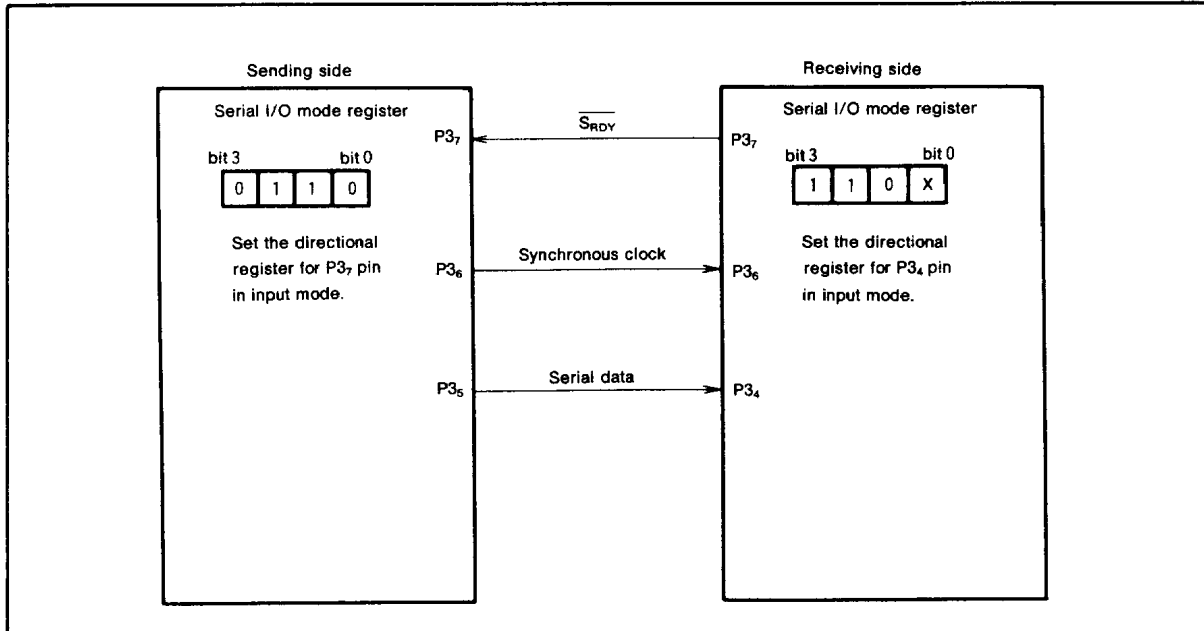 Sending side
Serial I/O mode register
bit 3 bit 0
0 1 1 0
Set the directional
register for P3₇ pin
in input mode.
P3₇
P3₆
P3₅
S̅R̅D̅Y̅
Synchronous clock
Serial data
Receiving side
Serial I/O mode register
P3₇
bit 3 bit 0
1 1 0 X
Set the directional
register for P3₄ pin
in input mode.
P3₆
P3₄